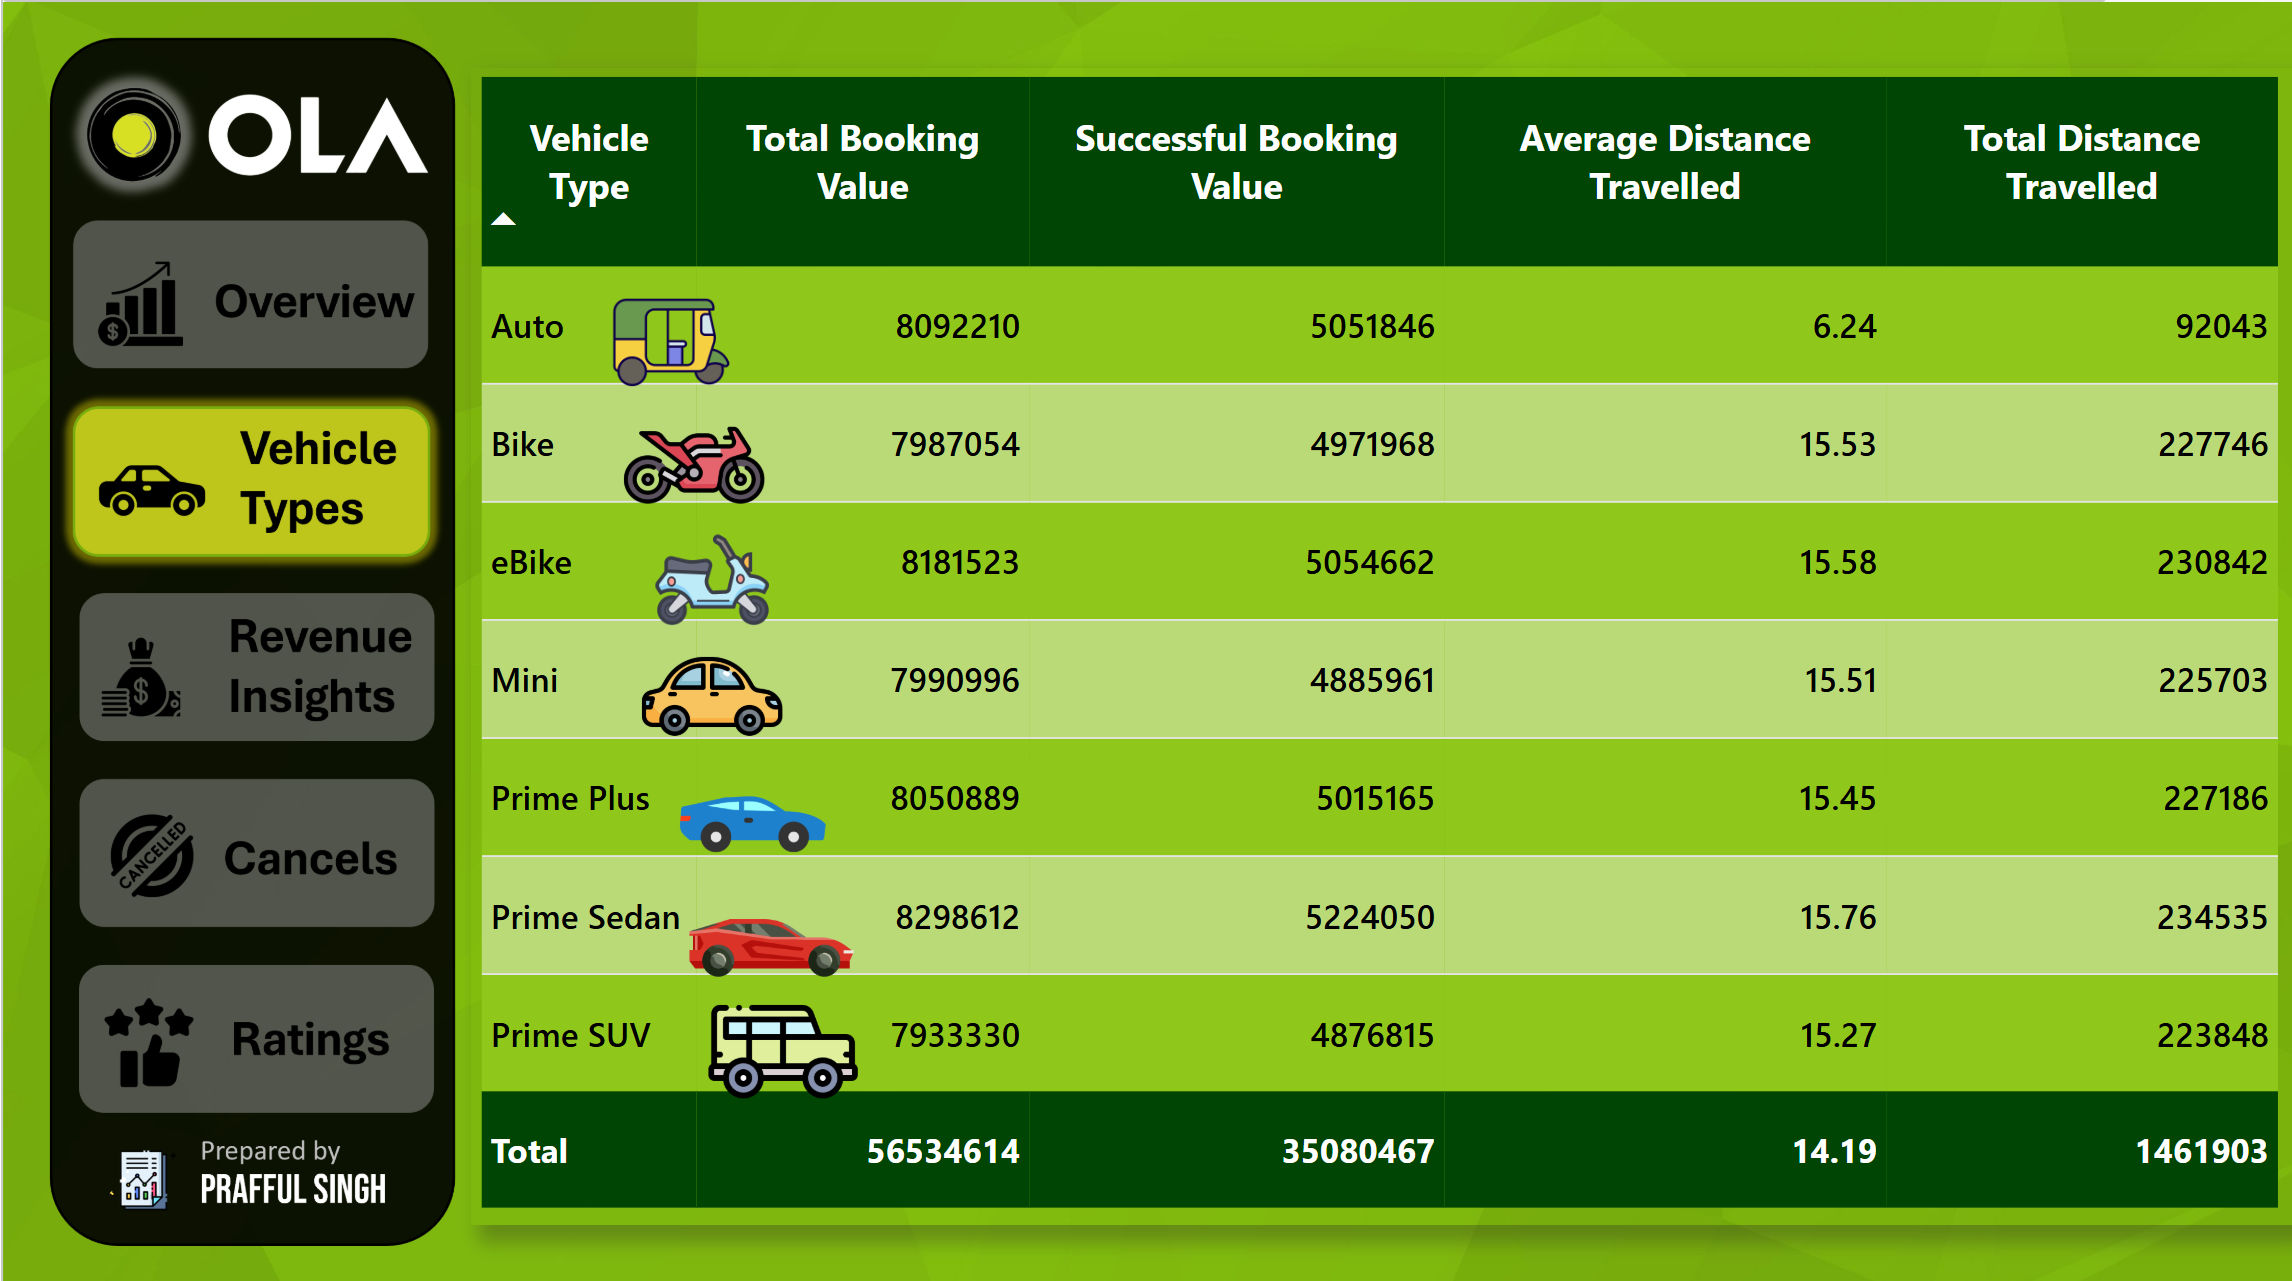 OLA
Overview
Vehicle
Types
Revenue
Insights
CANCELLED
Cancels
Ratings
Prepared by
PRAFFUL SINGH
Vehicle Type Total Booking Value Successful Booking Value Average Distance Travelled Total Distance Travelled
Auto 8092210 5051846 6.24 92043
Bike 7987054 4971968 15.53 227746
eBike 8181523 5054662 15.58 230842
Mini 7990996 4885961 15.51 225703
Prime Plus 8050889 5015165 15.45 227186
Prime Sedan 8298612 5224050 15.76 234535
Prime SUV 7933330 4876815 15.27 223848
Total 56534614 35080467 14.19 1461903